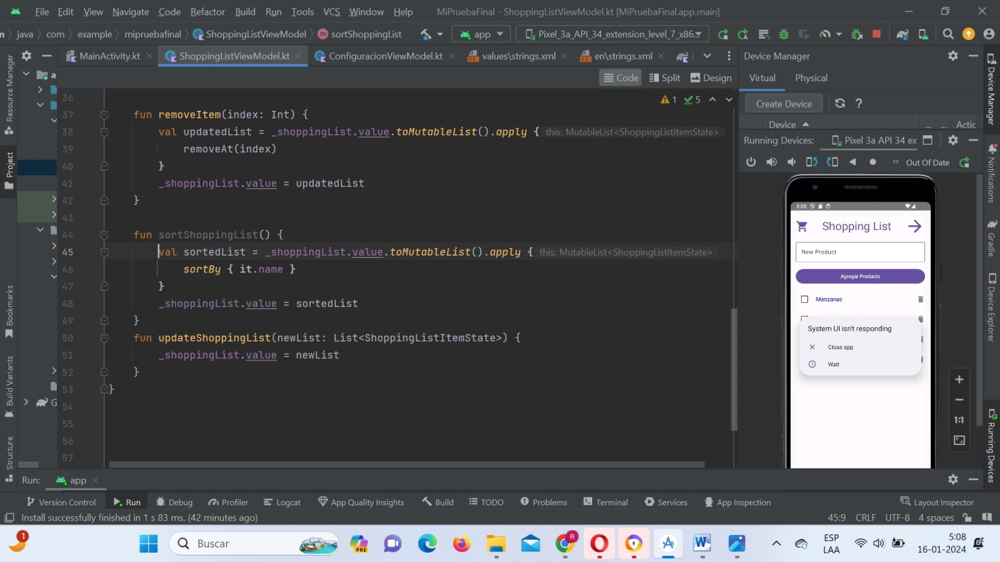 File Edit View Navigate Code Refactor Build Run Tools VCS Window Help MiPruebaFinal - ShoppingListViewModel.kt [MiPruebaFinal.app.main]
n java com example mipruebafinal ShoppingListViewModel sortShoppingList app Pixel_3a_API_34_extension_level_7_x86.
MainActivity.kt ShoppingListViewModel.kt ConfiguracionViewModel.kt values\strings.xml en\strings.xml
Code Split Design
Device Manager
Virtual Physical
Create Device ?
Device ... ... Actic
Running Devices: Pixel 3a API 34 ex
Out Of Date
Resource Manager
Project
Bookmarks
Build Variants
Structure
a
G
1 5
36
37 fun removeItem(index: Int) {
38 val updatedList = _shoppingList.value.toMutableList().apply { this: MutableList<ShoppingListItemState>
39 removeAt(index)
40 }
41 _shoppingList.value = updatedList
42 }
43
44 fun sortShoppingList() {
45 val sortedList = _shoppingList.value.toMutableList().apply { this: MutableList<ShoppingListItemState>
46 sortBy { it.name }
47 }
48 _shoppingList.value = sortedList
49 }
50 fun updateShoppingList(newList: List<ShoppingListItemState>) {
51 _shoppingList.value = newList
52 }
53 }
54
55
56
57
8:08
Shopping List
New Product
Agregar Producto
Manzanas
System UI isn't responding
Close app
Wait
1:1
Device Manager
Notifications
Gradle
Device Explorer
Running Devices
Run: app
Version Control Run Debug Profiler Logcat App Quality Insights Build TODO Problems Terminal Services App Inspection Layout Inspector
Install successfully finished in 1 s 83 ms. (42 minutes ago) 45:9 CRLF UTF-8 4 spaces
1 Buscar PRE R ESP
LAA
5:08
16-01-2024